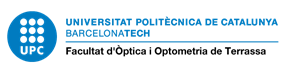 UPC
UNIVERSITAT POLITÈCNICA DE CATALUNYA
BARCELONATECH
Facultat d'Òptica i Optometria de Terrassa